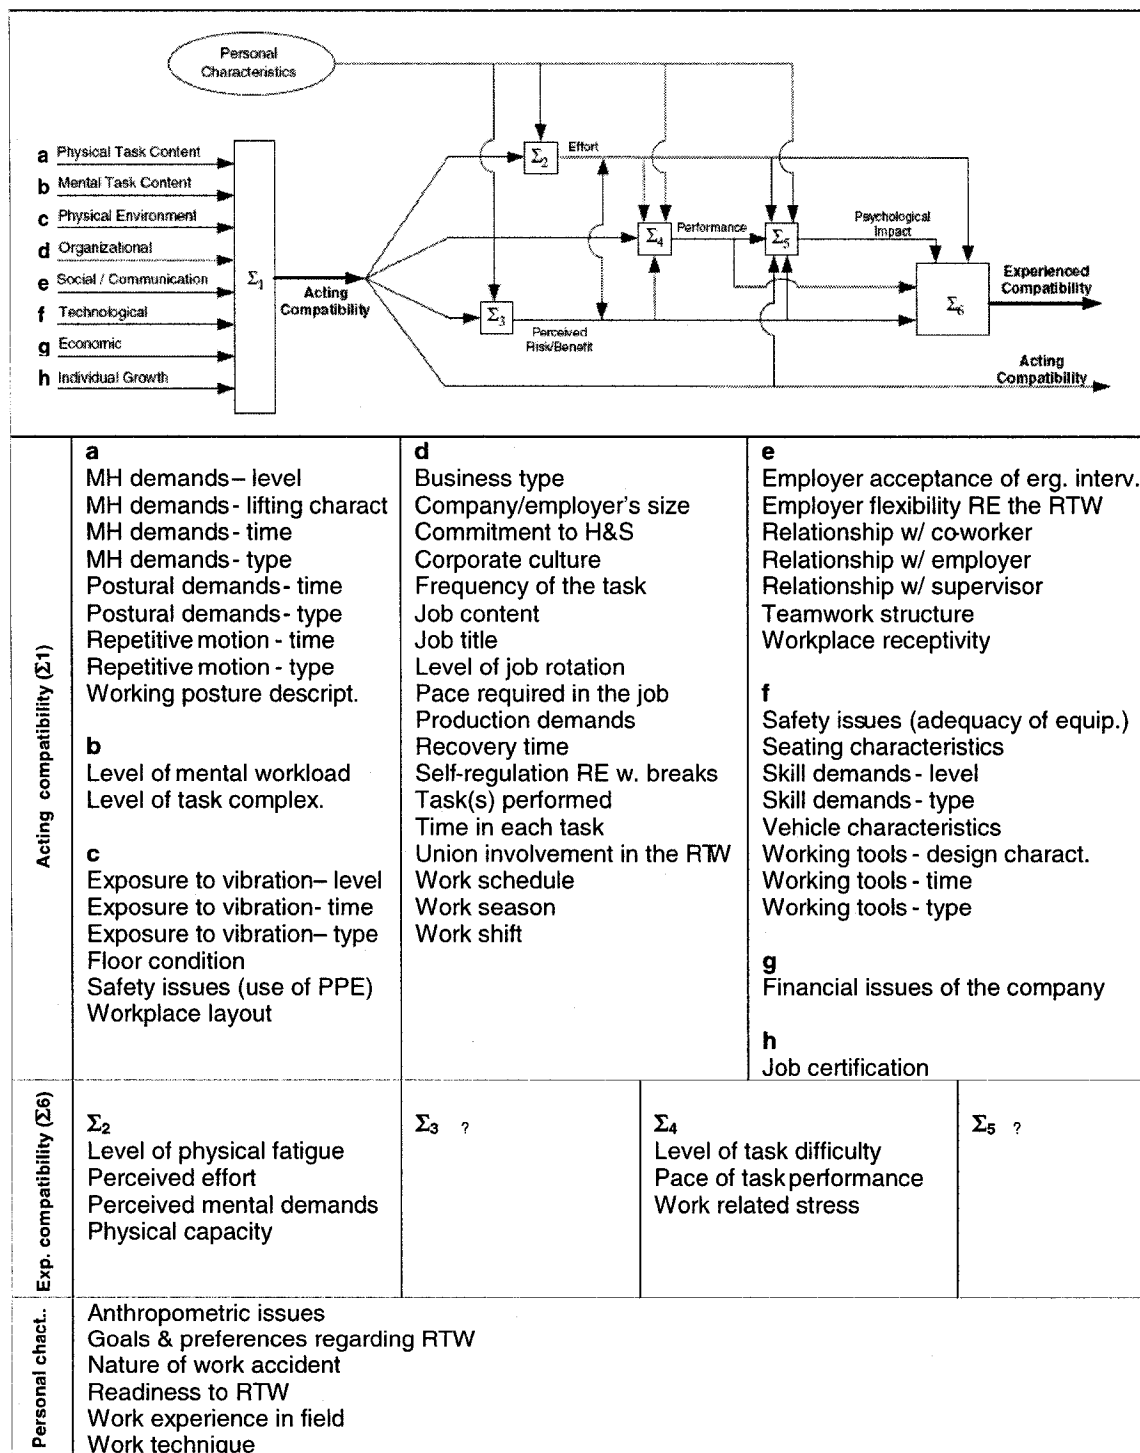 Personal
Characteristics
a Physical Task Content
b Mental Task Content
c Physical Environment
d Organizational
e Social / Communication
f Technological
g Economic
h Individual Growth
Σ1
Acting
Compatibility
Σ2
Effort
Σ3
Perceived
Risk/Benefit
Σ4
Performance
Σ5
Psychological
Impact
Σ6
Experienced
Compatibility
Acting
Compatibility
Acting compatibility (Σ1)
a
MH demands– level
MH demands- lifting charact
MH demands- time
MH demands- type
Postural demands- time
Postural demands- type
Repetitive motion - time
Repetitive motion - type
Working posture descript.
b
Level of mental workload
Level of task complex.
c
Exposure to vibration– level
Exposure to vibration- time
Exposure to vibration– type
Floor condition
Safety issues (use of PPE)
Workplace layout
d
Business type
Company/employer's size
Commitment to H&S
Corporate culture
Frequency of the task
Job content
Job title
Level of job rotation
Pace required in the job
Production demands
Recovery time
Self-regulation RE w. breaks
Task(s) performed
Time in each task
Union involvement in the RTW
Work schedule
Work season
Work shift
e
Employer acceptance of erg. interv.
Employer flexibility RE the RTW
Relationship w/ co-worker
Relationship w/ employer
Relationship w/ supervisor
Teamwork structure
Workplace receptivity
f
Safety issues (adequacy of equip.)
Seating characteristics
Skill demands - level
Skill demands - type
Vehicle characteristics
Working tools - design charact.
Working tools - time
Working tools - type
g
Financial issues of the company
h
Job certification
Exp. compatibility (Σ6)
Σ2
Level of physical fatigue
Perceived effort
Perceived mental demands
Physical capacity
Σ3 ?
Σ4
Level of task difficulty
Pace of task performance
Work related stress
Σ5 ?
Personal chact..
Anthropometric issues
Goals & preferences regarding RTW
Nature of work accident
Readiness to RTW
Work experience in field
Work technique